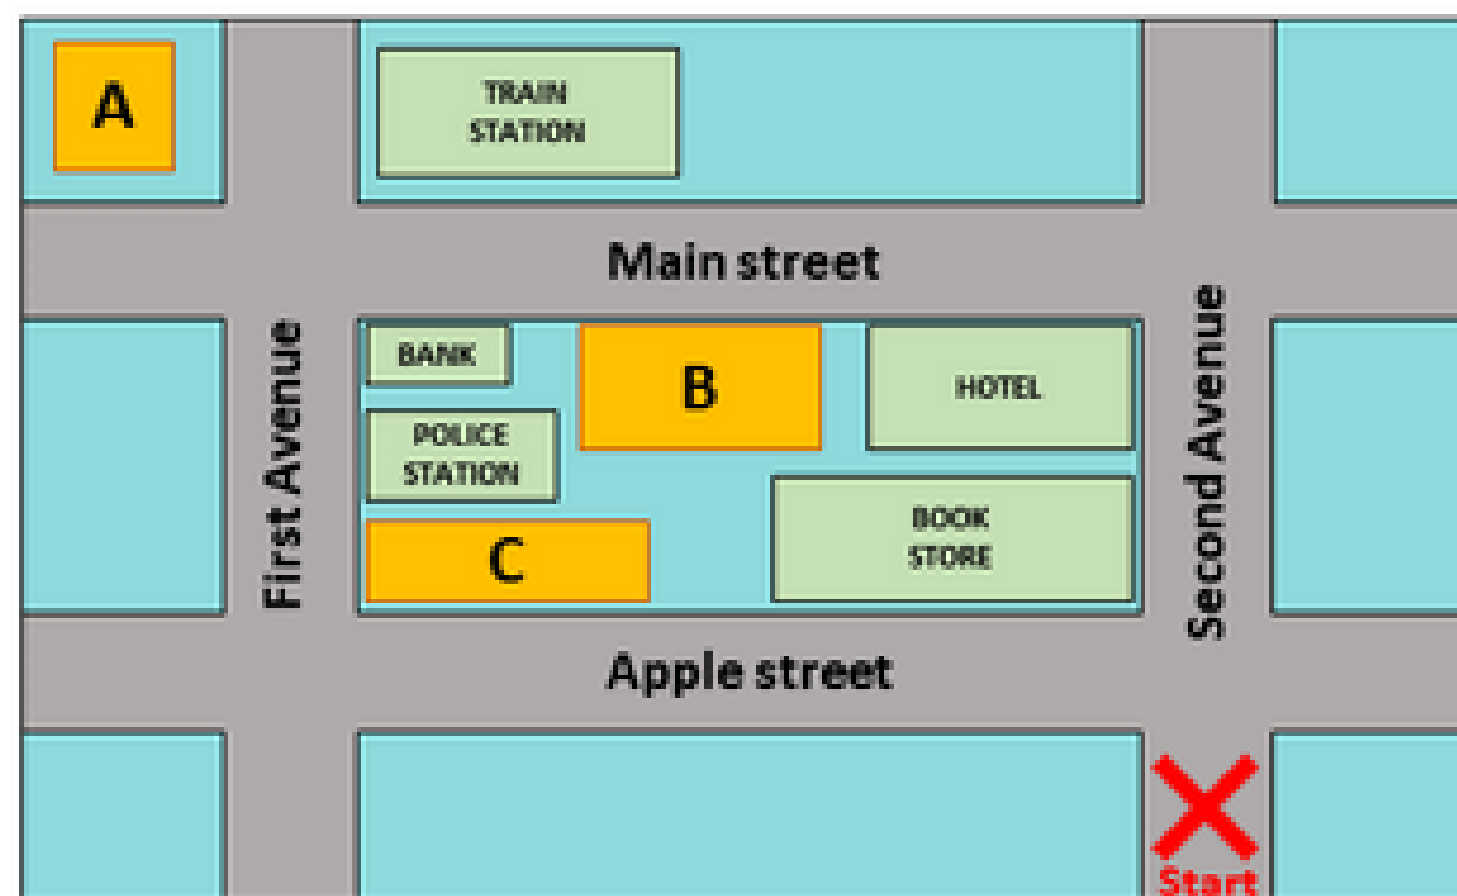 A
TRAIN
STATION
Main street
BANK
B
HOTEL
POLICE
STATION
First Avenue
Second Avenue
BOOK
STORE
C
Apple street
Start